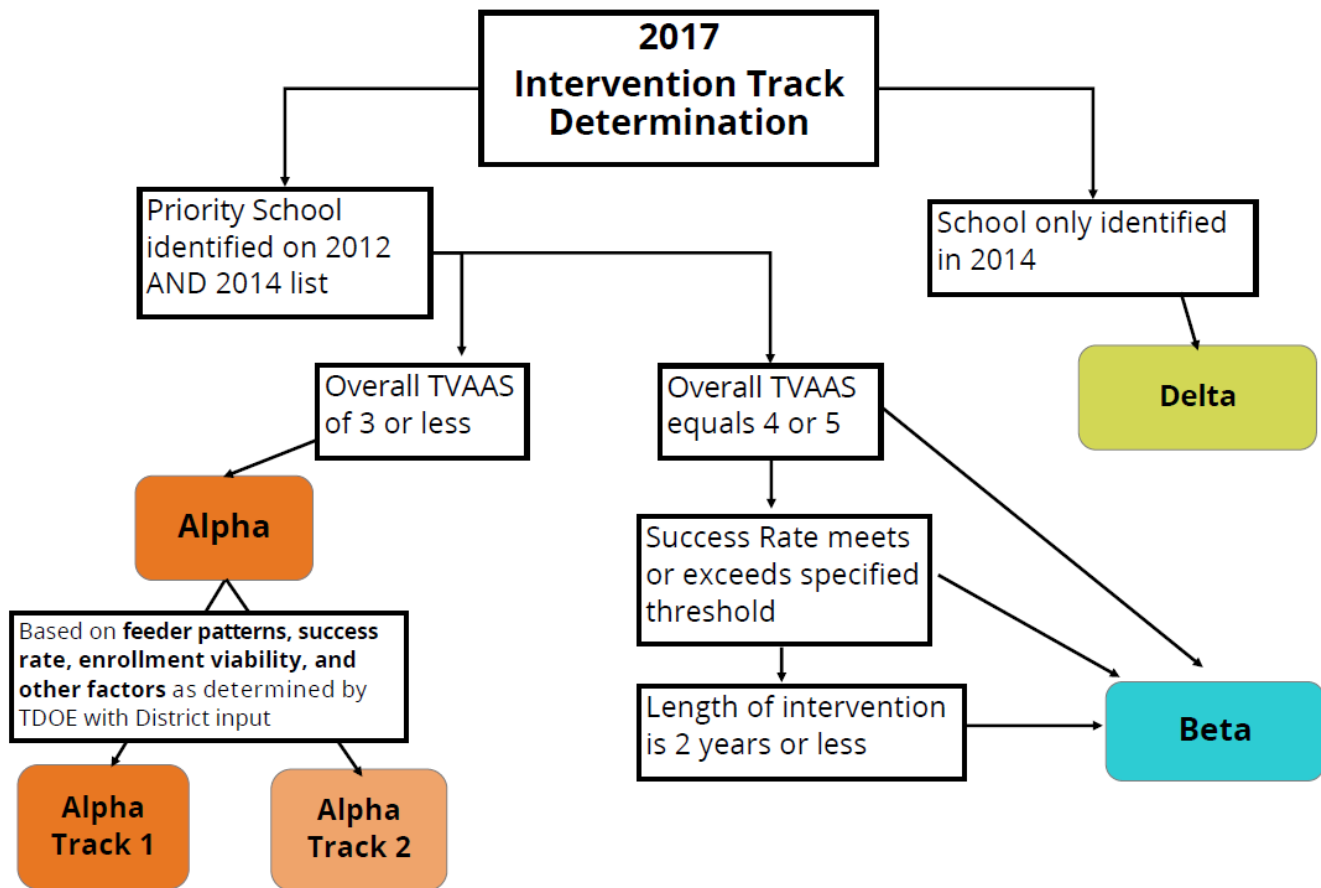 2017
Intervention Track
Determination
Priority School
identified on 2012
AND 2014 list
School only identified
in 2014
Overall TVAAS
of 3 or less
Overall TVAAS
equals 4 or 5
Delta
Alpha
Success Rate meets
or exceeds specified
threshold
Based on feeder patterns, success
rate, enrollment viability, and
other factors as determined by
TDOE with District input
Length of intervention
is 2 years or less
Beta
Alpha
Track 1
Alpha
Track 2